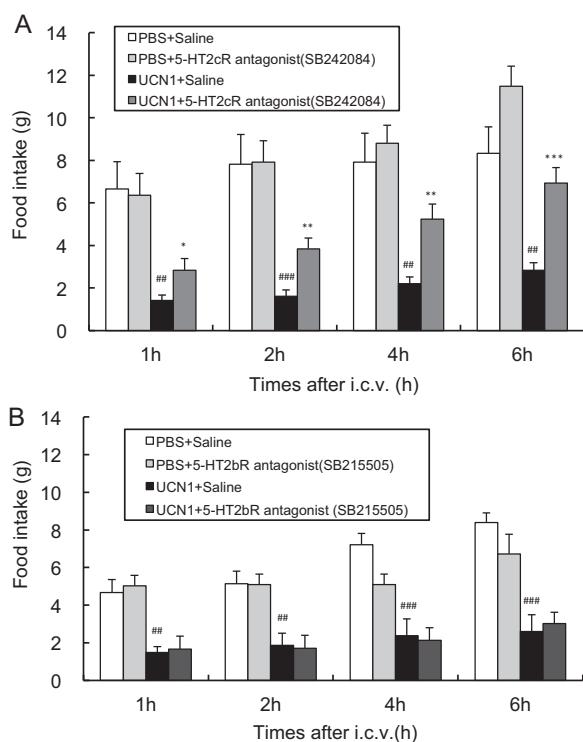 A
PBS+Saline
PBS+5-HT2cR antagonist(SB242084)
UCN1+Saline
UCN1+5-HT2cR antagonist(SB242084)
Food intake (g)
14
12
10
8
6
4
2
0
##
*
###
**
##
**
##
***
1h
2h
4h
6h
Times after i.c.v. (h)
B
PBS+Saline
PBS+5-HT2bR antagonist(SB215505)
UCN1+Saline
UCN1+5-HT2bR antagonist (SB215505)
Food intake (g)
14
12
10
8
6
4
2
0
##
##
###
###
1h
2h
4h
6h
Times after i.c.v.(h)